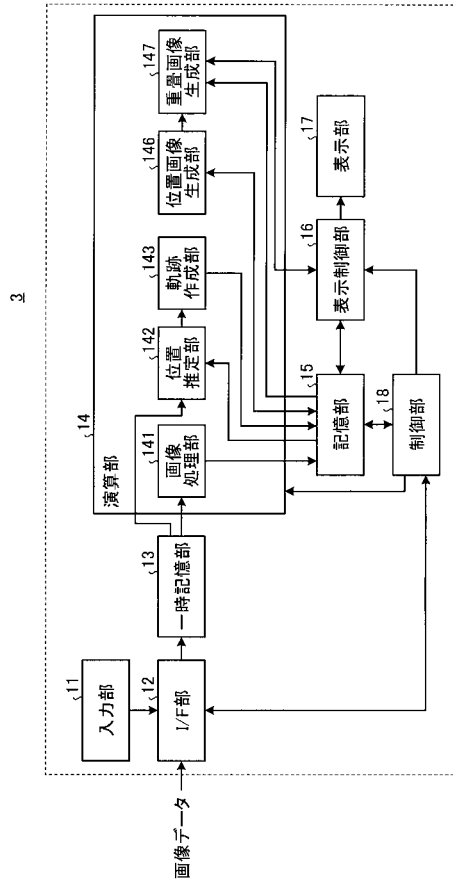 3
14
演算部
141
画像
処理部
142
位置
推定部
143
軌跡
作成部
146
位置画像
生成部
147
重畳画像
生成部
11
入力部
12
I/F部
13
一時記憶部
15
記憶部
16
表示制御部
17
表示部
18
制御部
画像データ